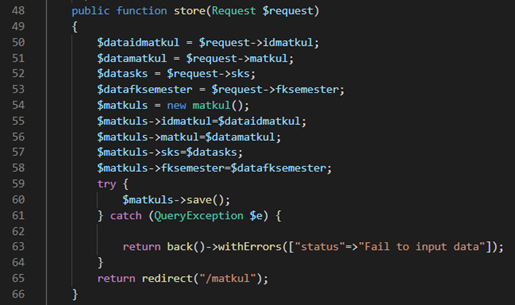 48 public function store(Request $request)
49 {
50 $dataidmatkul = $request->idmatkul;
51 $datamatkul = $request->matkul;
52 $datasks = $request->sks;
53 $datafksemester = $request->fksemester;
54 $matkuls = new matkul();
55 $matkuls->idmatkul=$dataidmatkul;
56 $matkuls->matkul=$datamatkul;
57 $matkuls->sks=$datasks;
58 $matkuls->fksemester=$datafksemester;
59 try {
60 $matkuls->save();
61 } catch (QueryException $e) {
62
63 return back()->withErrors(["status"=>"Fail to input data"]);
64 }
65 return redirect("/matkul");
66 }